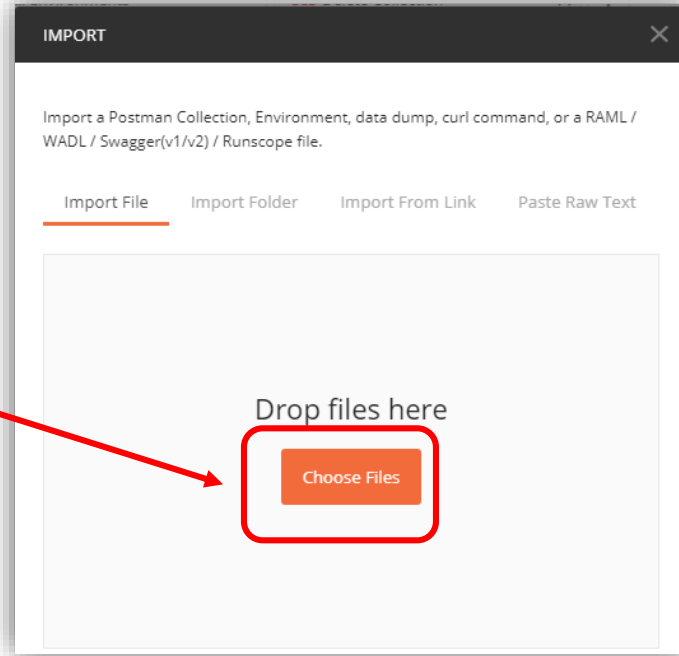 IMPORT
Import a Postman Collection, Environment, data dump, curl command, or a RAML /
WADL / Swagger(v1/v2) / Runscope file.
Import File Import Folder Import From Link Paste Raw Text
Drop files here
Choose Files